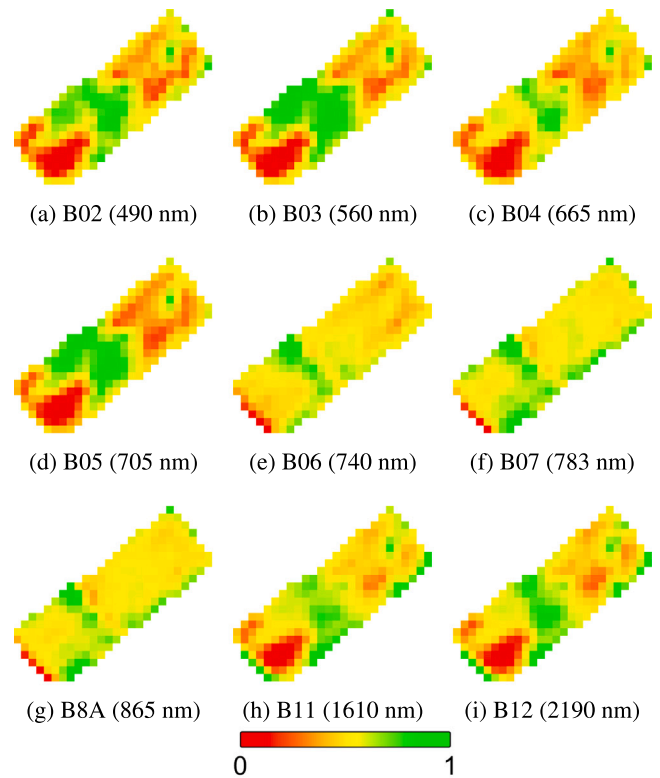 (a) B02 (490 nm) (b) B03 (560 nm) (c) B04 (665 nm)
(d) B05 (705 nm) (e) B06 (740 nm) (f) B07 (783 nm)
(g) B8A (865 nm) (h) B11 (1610 nm) (i) B12 (2190 nm)
0 1